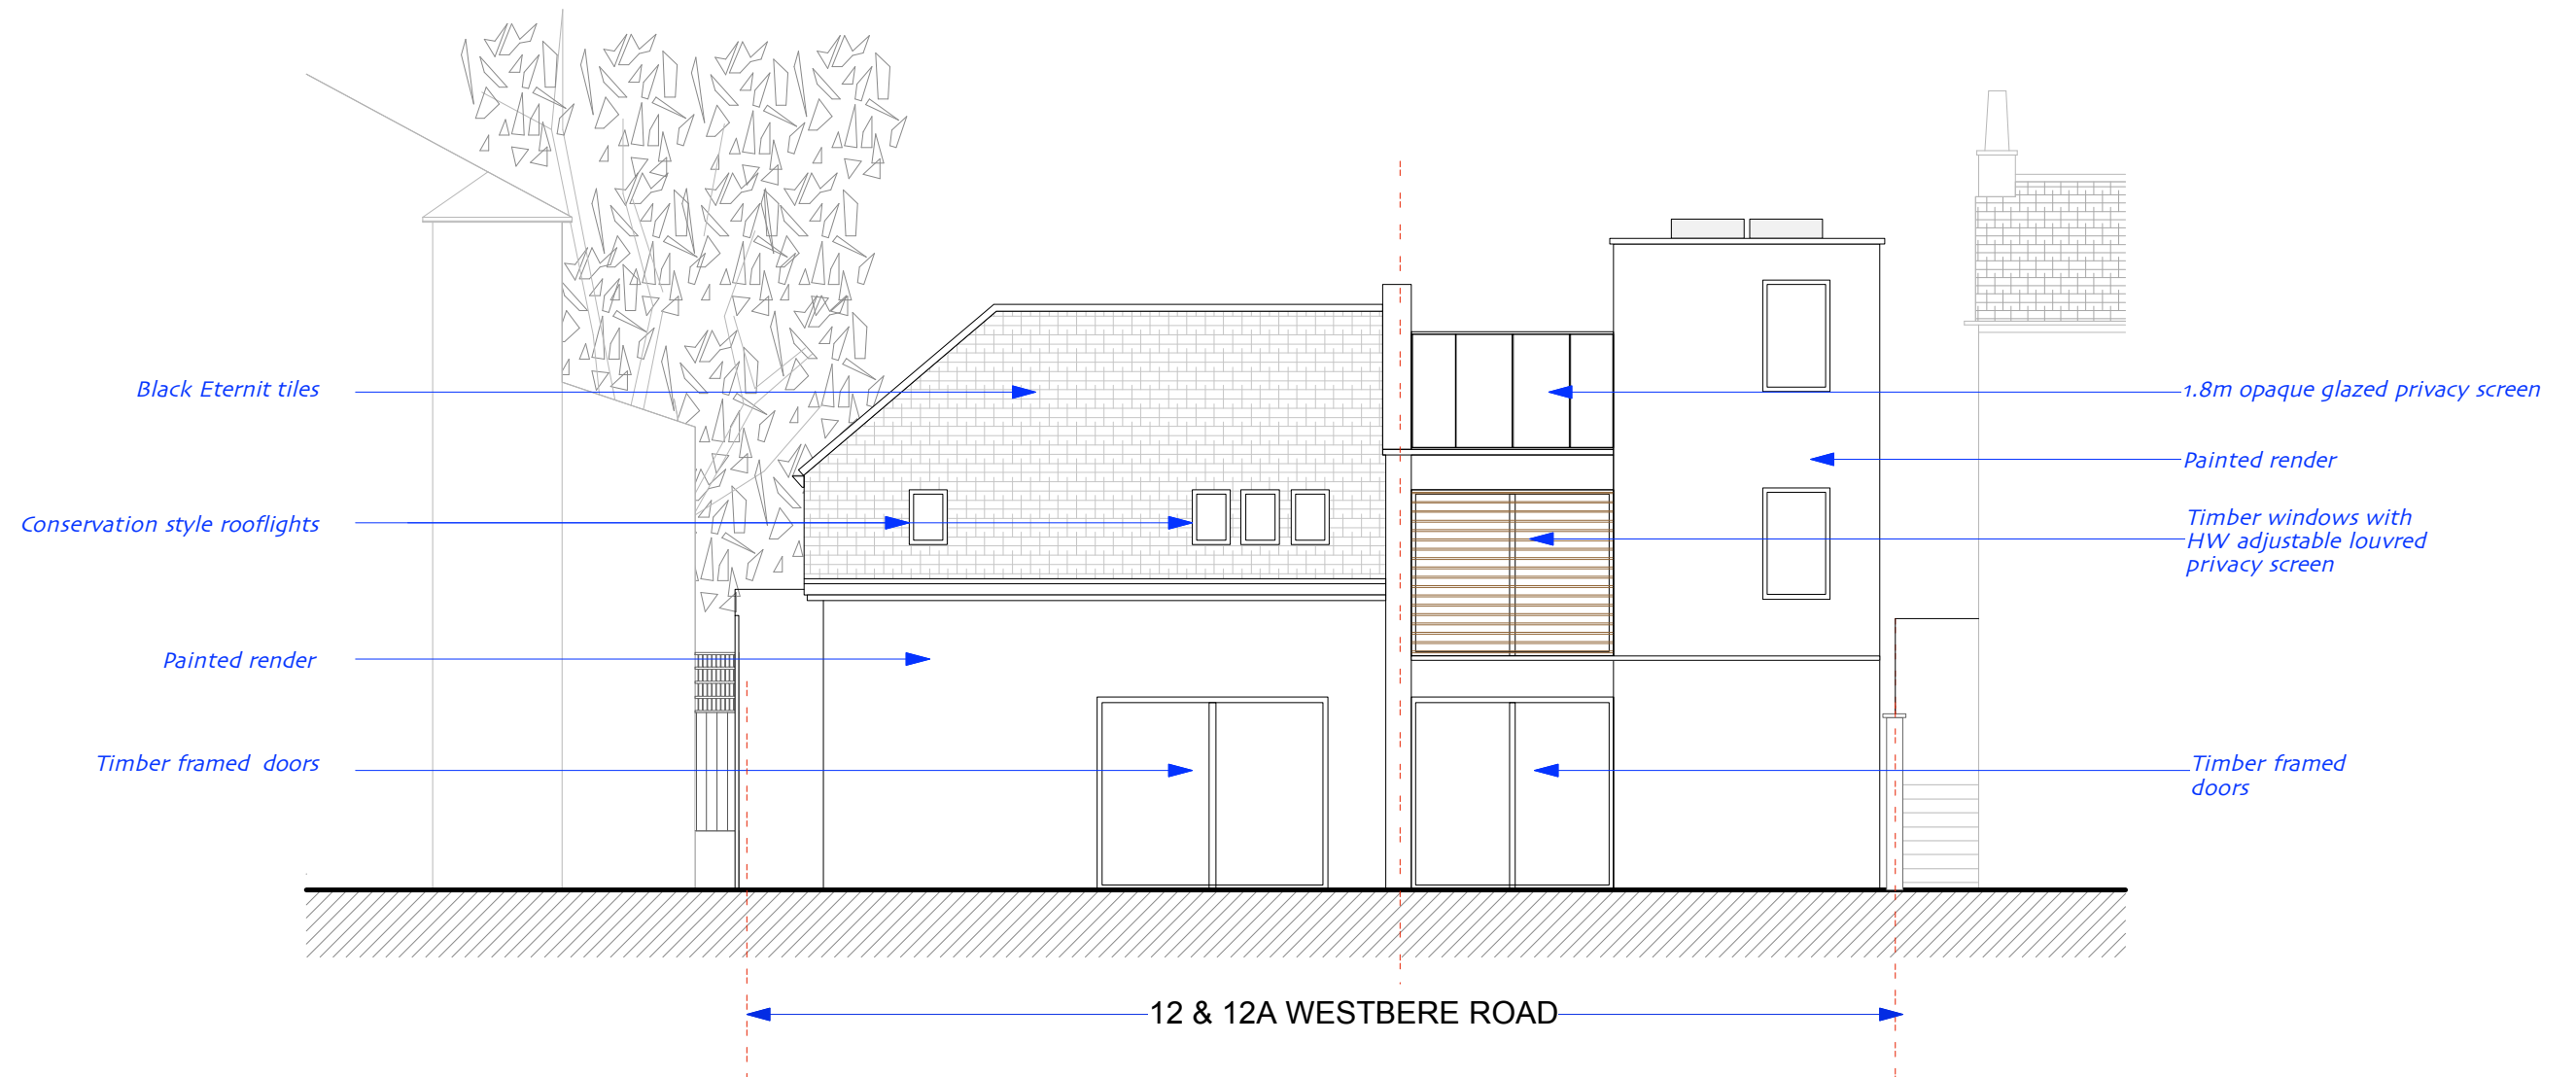 Black Eternit tiles
Conservation style rooflights
Painted render
Timber framed doors
1.8m opaque glazed privacy screen
Painted render
Timber windows with
HW adjustable louvred
privacy screen
Timber framed
doors
12 & 12A WESTBERE ROAD